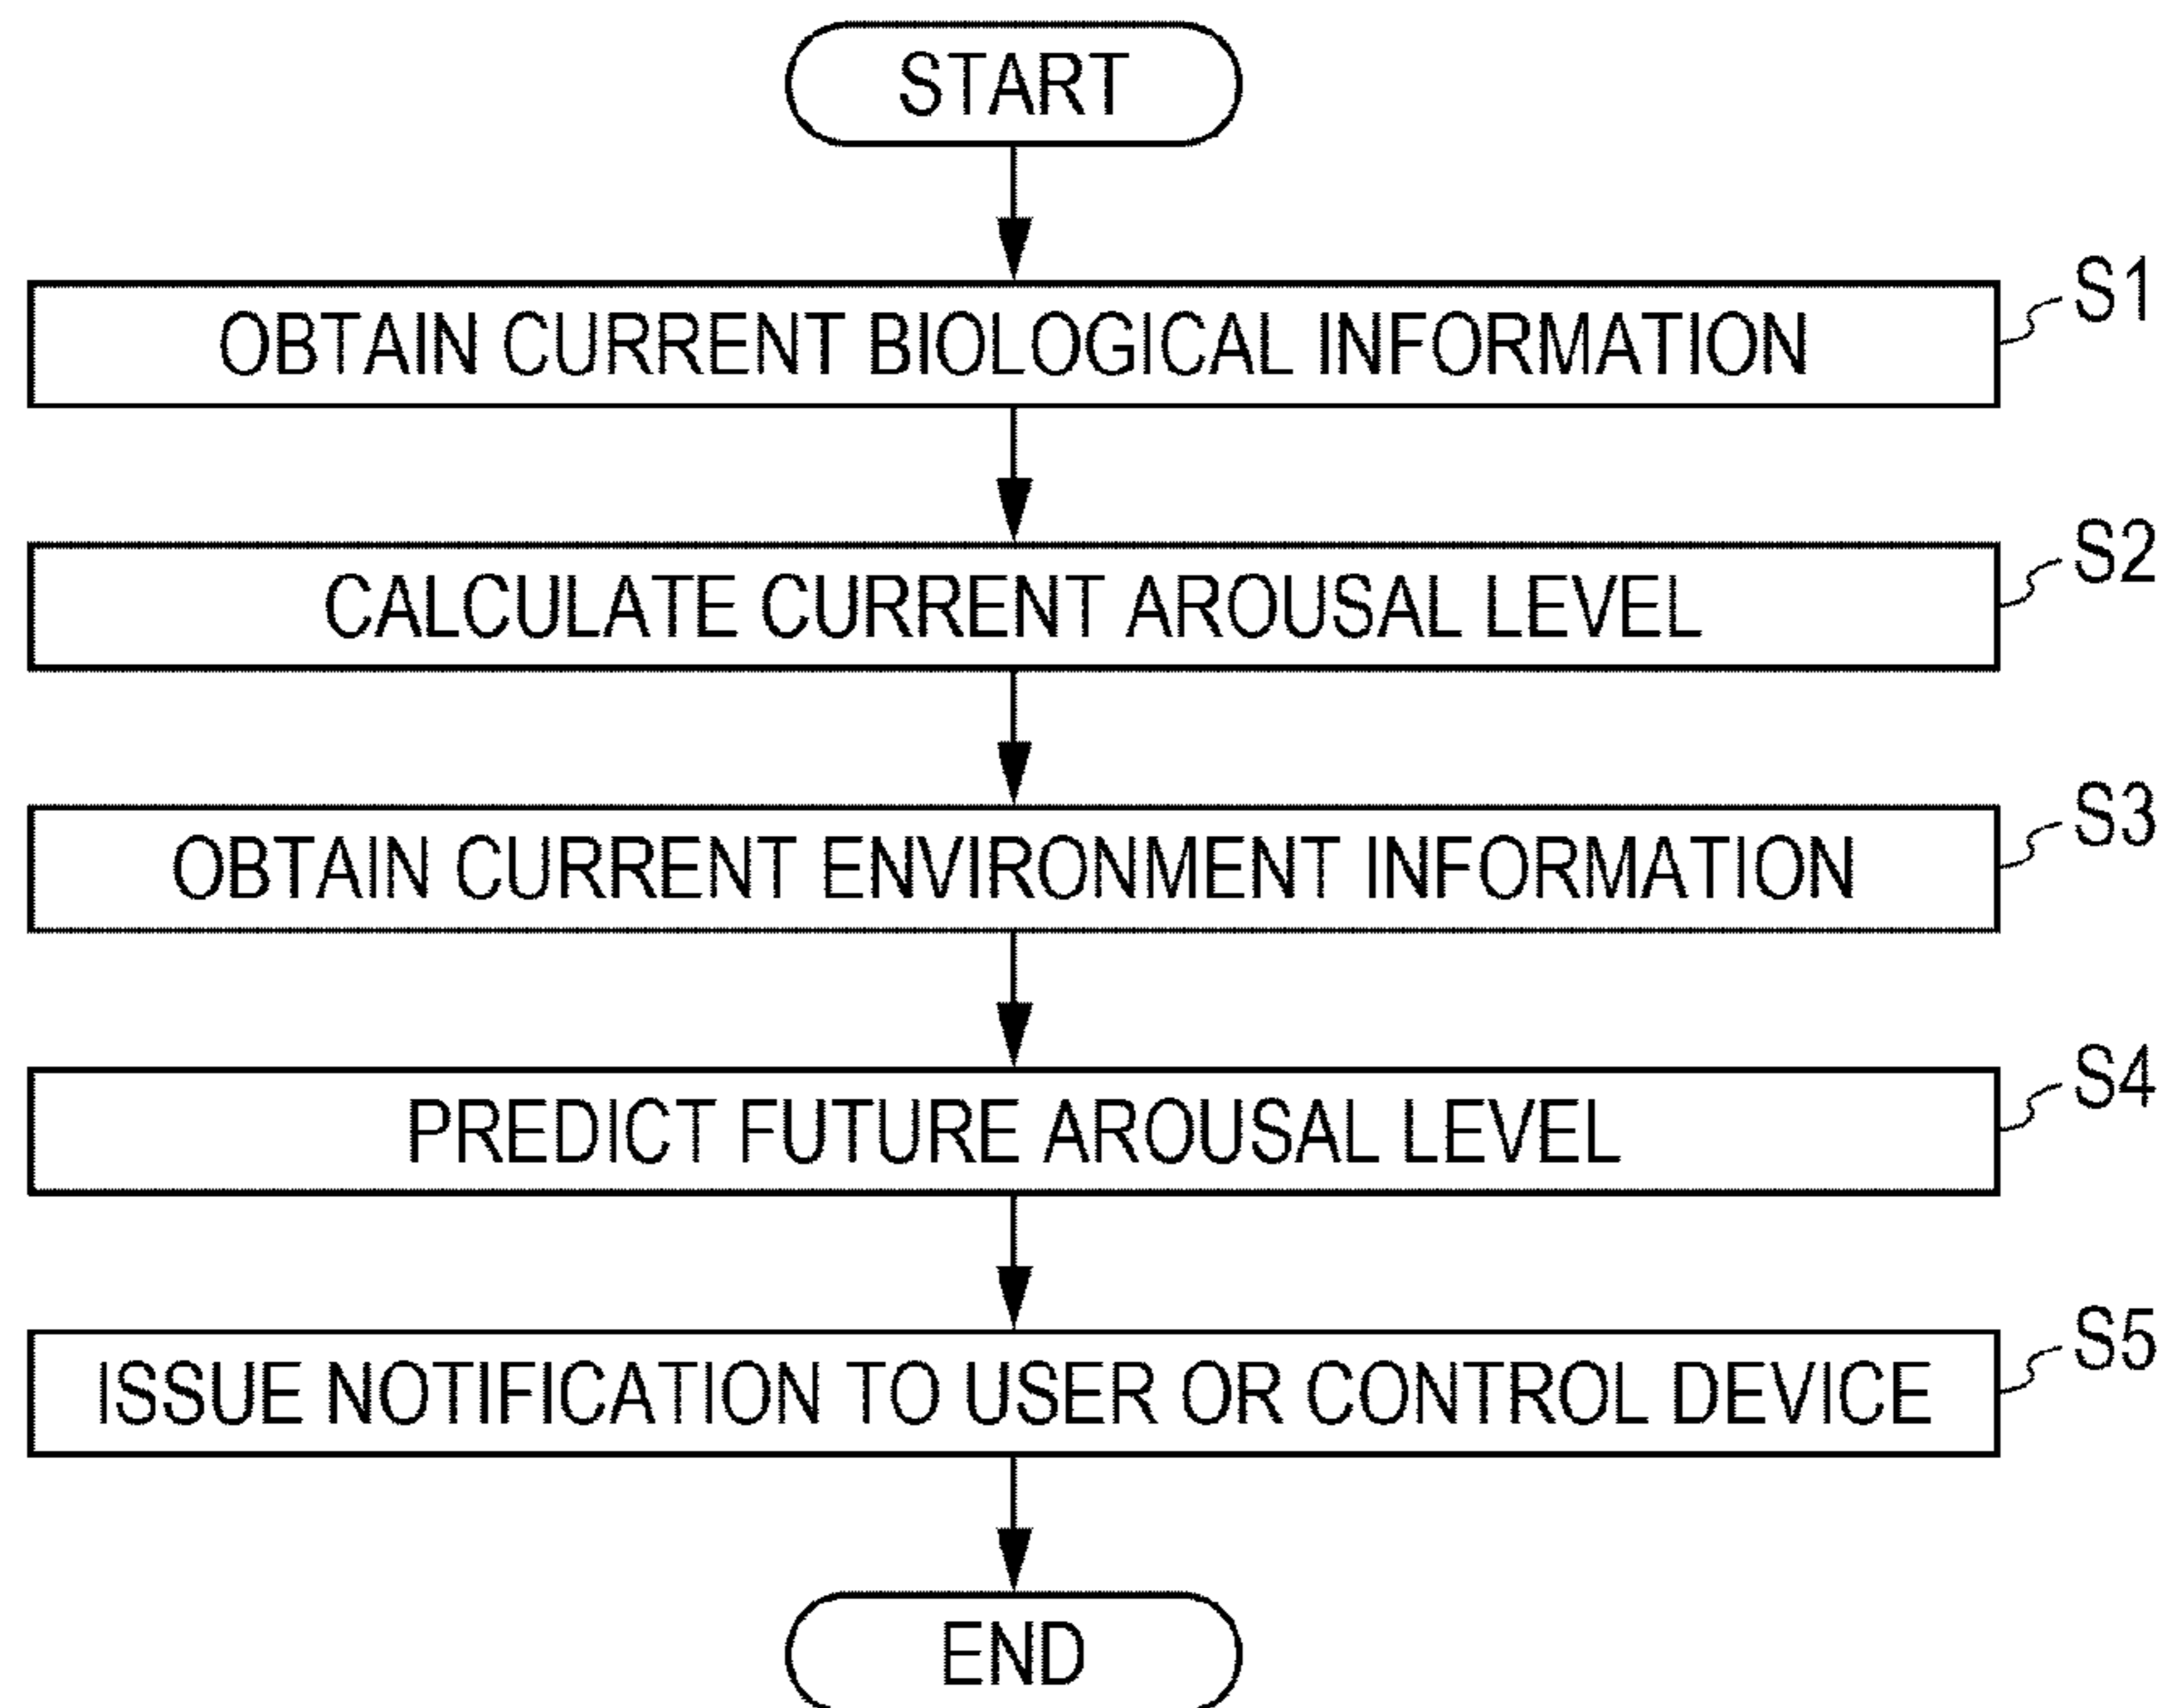 START
OBTAIN CURRENT BIOLOGICAL INFORMATION
S1
CALCULATE CURRENT AROUSAL LEVEL
S2
OBTAIN CURRENT ENVIRONMENT INFORMATION
S3
PREDICT FUTURE AROUSAL LEVEL
S4
ISSUE NOTIFICATION TO USER OR CONTROL DEVICE
S5
END